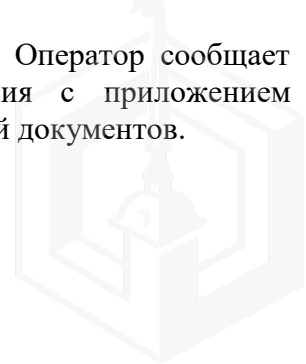 Оператор сообщает
ия с приложением
й документов.